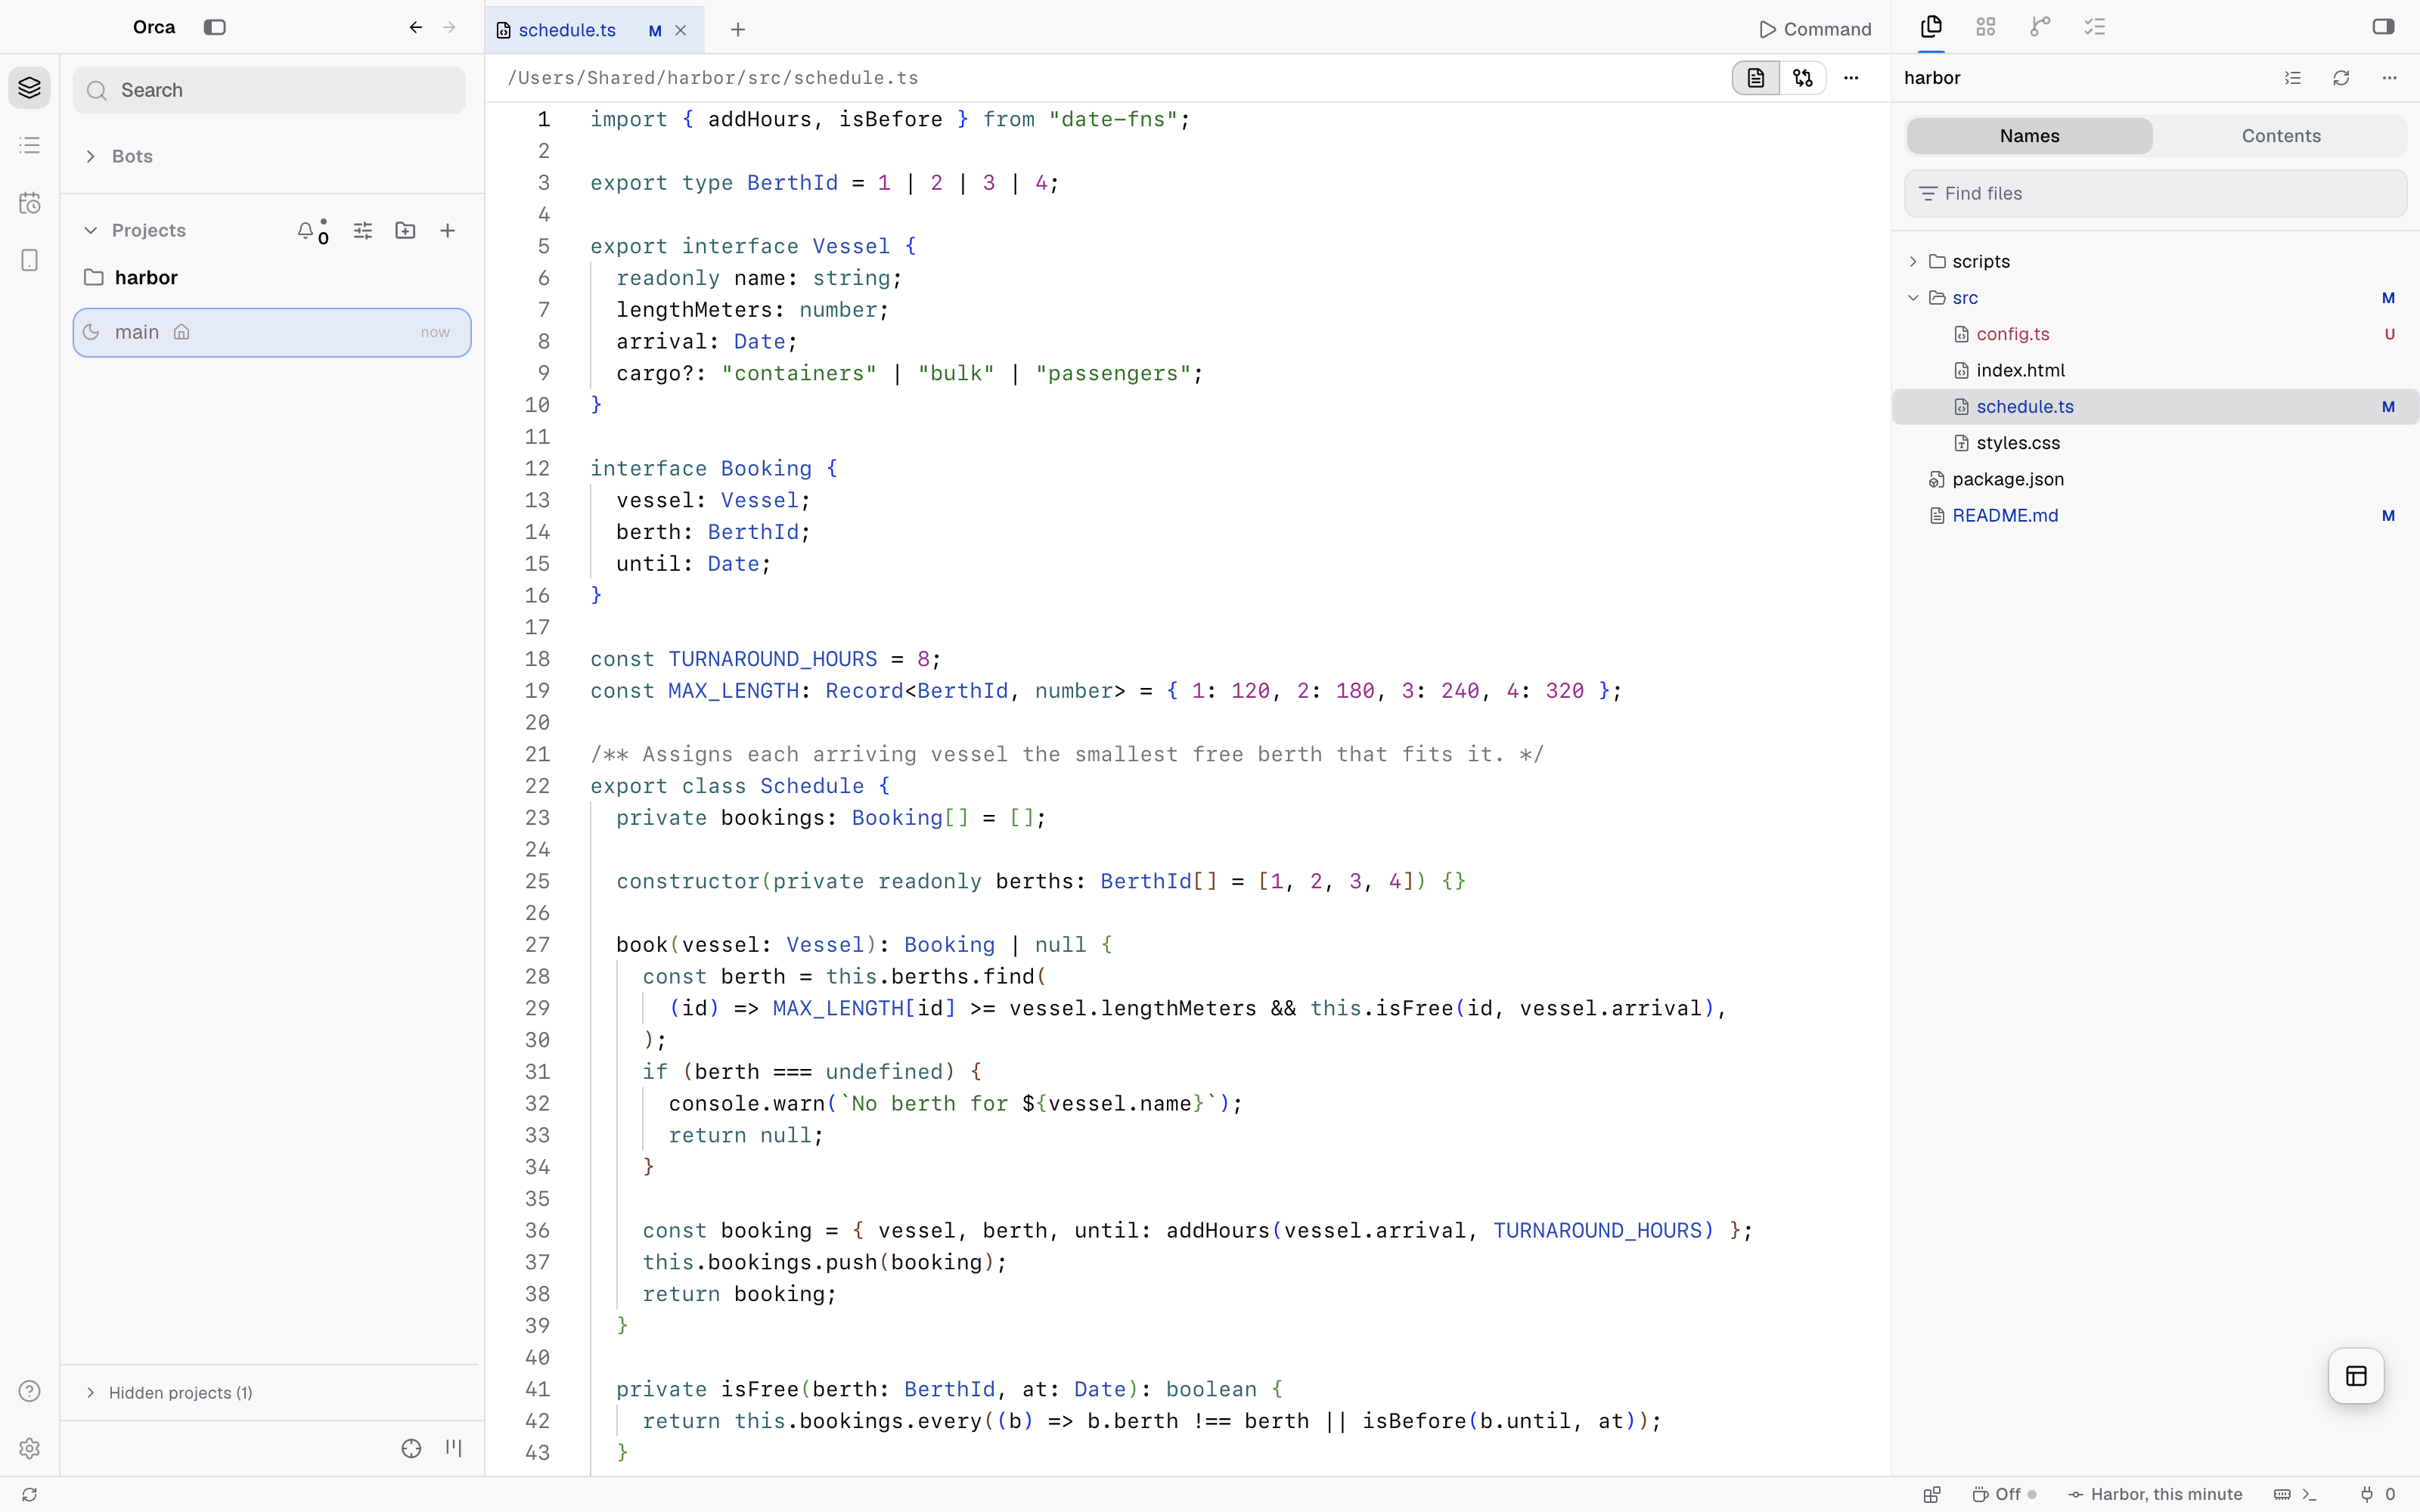 Orca
schedule.ts M
Command
Search
Bots
Projects 0
harbor
main now
Hidden projects (1)
/Users/Shared/harbor/src/schedule.ts
1 import { addHours, isBefore } from "date-fns";
2
3 export type BerthId = 1 | 2 | 3 | 4;
4
5 export interface Vessel {
6 readonly name: string;
7 lengthMeters: number;
8 arrival: Date;
9 cargo?: "containers" | "bulk" | "passengers";
10 }
11
12 interface Booking {
13 vessel: Vessel;
14 berth: BerthId;
15 until: Date;
16 }
17
18 const TURNAROUND_HOURS = 8;
19 const MAX_LENGTH: Record<BerthId, number> = { 1: 120, 2: 180, 3: 240, 4: 320 };
20
21 /** Assigns each arriving vessel the smallest free berth that fits it. */
22 export class Schedule {
23 private bookings: Booking[] = [];
24
25 constructor(private readonly berths: BerthId[] = [1, 2, 3, 4]) {}
26
27 book(vessel: Vessel): Booking | null {
28 const berth = this.berths.find(
29 (id) => MAX_LENGTH[id] >= vessel.lengthMeters && this.isFree(id, vessel.arrival),
30 );
31 if (berth === undefined) {
32 console.warn(`No berth for ${vessel.name}`);
33 return null;
34 }
35
36 const booking = { vessel, berth, until: addHours(vessel.arrival, TURNAROUND_HOURS) };
37 this.bookings.push(booking);
38 return booking;
39 }
40
41 private isFree(berth: BerthId, at: Date): boolean {
42 return this.bookings.every((b) => b.berth !== berth || isBefore(b.until, at));
43 }
harbor
Names Contents
Find files
scripts
src M
config.ts U
index.html
schedule.ts M
styles.css
package.json
README.md M
Off
Harbor, this minute
0